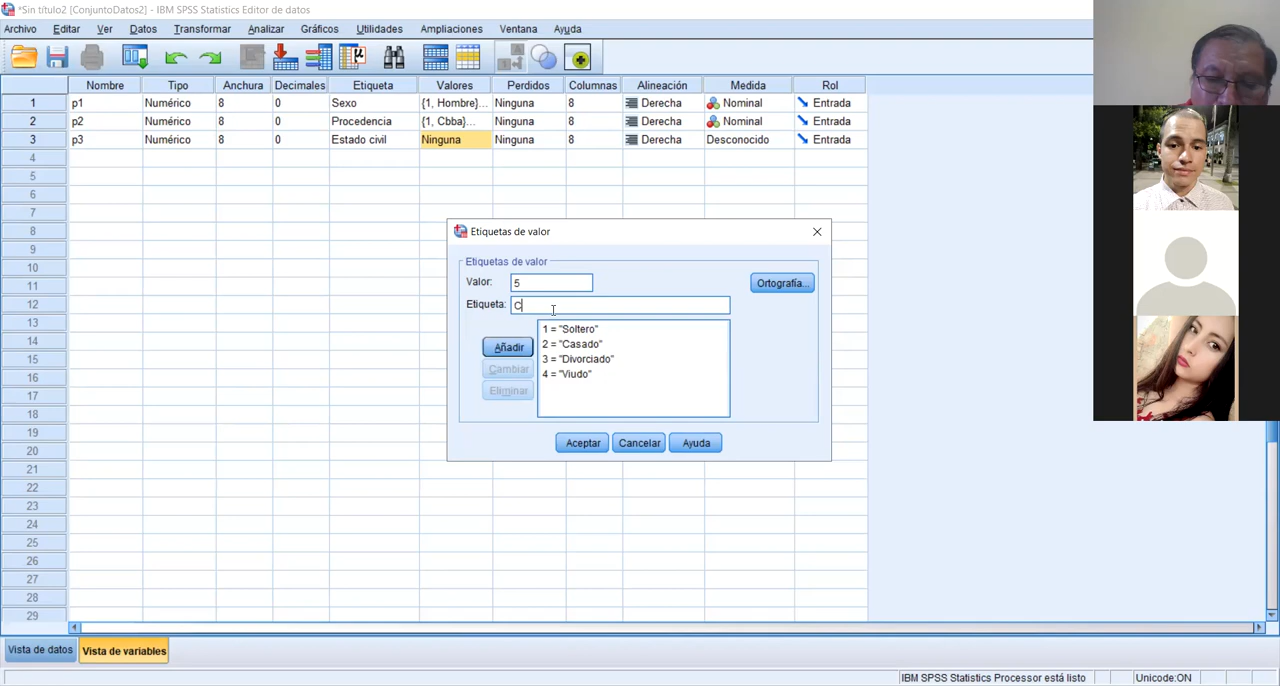 *Sin título2 [ConjuntoDatos2] - IBM SPSS Statistics Editor de datos
Archivo Editar Ver Datos Transformar Analizar Gráficos Utilidades Ampliaciones Ventana Ayuda
Nombre Tipo Anchura Decimales Etiqueta Valores Perdidos Columnas Alineación Medida Rol
1 p1 Numérico 8 0 Sexo {1, Hombre}... Ninguna 8 Derecha Nominal Entrada
2 p2 Numérico 8 0 Procedencia {1, Cbba}... Ninguna 8 Derecha Nominal Entrada
3 p3 Numérico 8 0 Estado civil Ninguna Ninguna 8 Derecha Desconocido Entrada
4
5
6
7
8
9
10
11
12
13
14
15
16
17
18
19
20
21
22
23
24
25
26
27
28
29
Etiquetas de valor
Etiquetas de valor
Valor: 5 Ortografía...
Etiqueta: C
1 = "Soltero"
2 = "Casado"
3 = "Divorciado"
4 = "Viudo"
Añadir
Cambiar
Eliminar
Aceptar Cancelar Ayuda
Vista de datos Vista de variables
IBM SPSS Statistics Processor está listo Unicode:ON